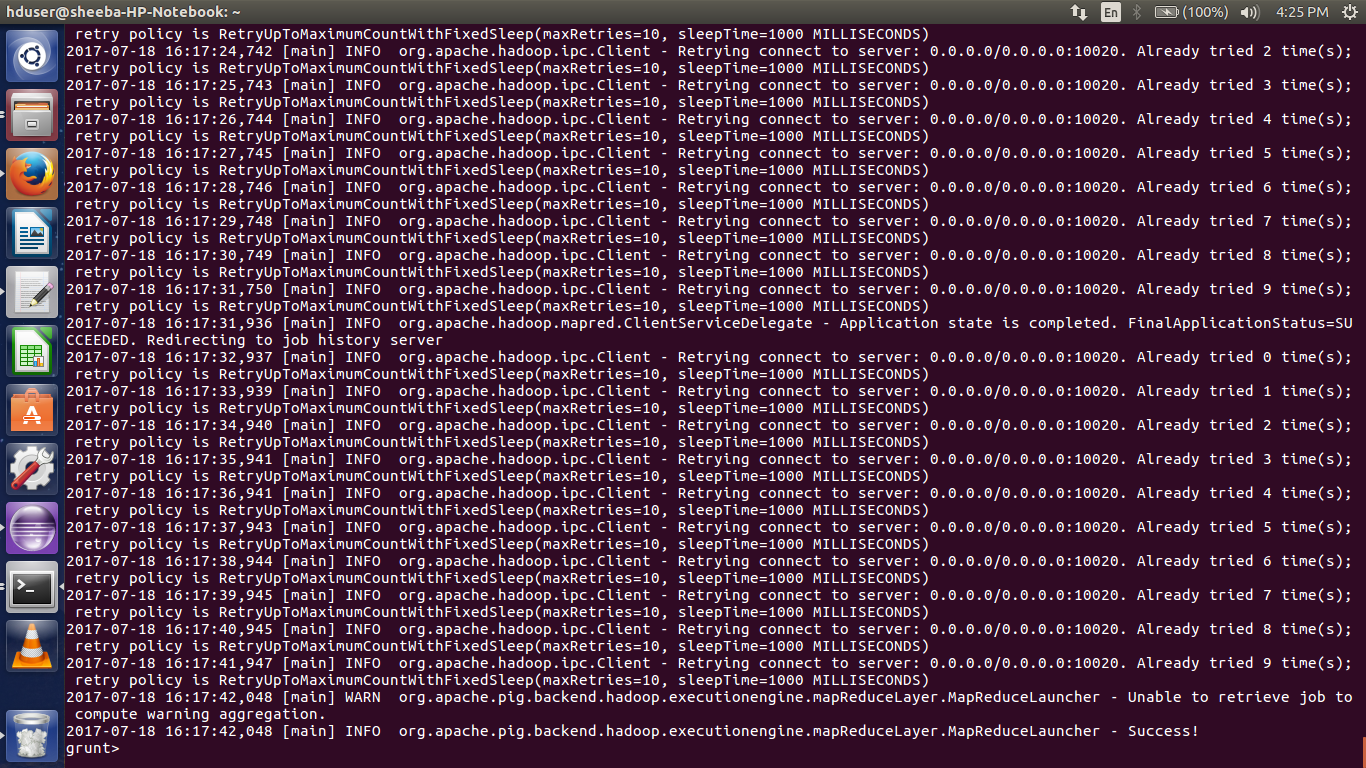 hduser@sheeba-HP-Notebook: ~
En
(100%)
4:25 PM
retry policy is RetryUpToMaximumCountWithFixedSleep(maxRetries=10, sleepTime=1000 MILLISECONDS)
2017-07-18 16:17:24,742 [main] INFO  org.apache.hadoop.ipc.Client - Retrying connect to server: 0.0.0.0/0.0.0.0:10020. Already tried 2 time(s);
retry policy is RetryUpToMaximumCountWithFixedSleep(maxRetries=10, sleepTime=1000 MILLISECONDS)
2017-07-18 16:17:25,743 [main] INFO  org.apache.hadoop.ipc.Client - Retrying connect to server: 0.0.0.0/0.0.0.0:10020. Already tried 3 time(s);
retry policy is RetryUpToMaximumCountWithFixedSleep(maxRetries=10, sleepTime=1000 MILLISECONDS)
2017-07-18 16:17:26,744 [main] INFO  org.apache.hadoop.ipc.Client - Retrying connect to server: 0.0.0.0/0.0.0.0:10020. Already tried 4 time(s);
retry policy is RetryUpToMaximumCountWithFixedSleep(maxRetries=10, sleepTime=1000 MILLISECONDS)
2017-07-18 16:17:27,745 [main] INFO  org.apache.hadoop.ipc.Client - Retrying connect to server: 0.0.0.0/0.0.0.0:10020. Already tried 5 time(s);
retry policy is RetryUpToMaximumCountWithFixedSleep(maxRetries=10, sleepTime=1000 MILLISECONDS)
2017-07-18 16:17:28,746 [main] INFO  org.apache.hadoop.ipc.Client - Retrying connect to server: 0.0.0.0/0.0.0.0:10020. Already tried 6 time(s);
retry policy is RetryUpToMaximumCountWithFixedSleep(maxRetries=10, sleepTime=1000 MILLISECONDS)
2017-07-18 16:17:29,748 [main] INFO  org.apache.hadoop.ipc.Client - Retrying connect to server: 0.0.0.0/0.0.0.0:10020. Already tried 7 time(s);
retry policy is RetryUpToMaximumCountWithFixedSleep(maxRetries=10, sleepTime=1000 MILLISECONDS)
2017-07-18 16:17:30,749 [main] INFO  org.apache.hadoop.ipc.Client - Retrying connect to server: 0.0.0.0/0.0.0.0:10020. Already tried 8 time(s);
retry policy is RetryUpToMaximumCountWithFixedSleep(maxRetries=10, sleepTime=1000 MILLISECONDS)
2017-07-18 16:17:31,750 [main] INFO  org.apache.hadoop.ipc.Client - Retrying connect to server: 0.0.0.0/0.0.0.0:10020. Already tried 9 time(s);
retry policy is RetryUpToMaximumCountWithFixedSleep(maxRetries=10, sleepTime=1000 MILLISECONDS)
2017-07-18 16:17:31,936 [main] INFO  org.apache.hadoop.mapred.ClientServiceDelegate - Application state is completed. FinalApplicationStatus=SU
CCEEDED. Redirecting to job history server
2017-07-18 16:17:32,937 [main] INFO  org.apache.hadoop.ipc.Client - Retrying connect to server: 0.0.0.0/0.0.0.0:10020. Already tried 0 time(s);
retry policy is RetryUpToMaximumCountWithFixedSleep(maxRetries=10, sleepTime=1000 MILLISECONDS)
2017-07-18 16:17:33,939 [main] INFO  org.apache.hadoop.ipc.Client - Retrying connect to server: 0.0.0.0/0.0.0.0:10020. Already tried 1 time(s);
retry policy is RetryUpToMaximumCountWithFixedSleep(maxRetries=10, sleepTime=1000 MILLISECONDS)
2017-07-18 16:17:34,940 [main] INFO  org.apache.hadoop.ipc.Client - Retrying connect to server: 0.0.0.0/0.0.0.0:10020. Already tried 2 time(s);
retry policy is RetryUpToMaximumCountWithFixedSleep(maxRetries=10, sleepTime=1000 MILLISECONDS)
2017-07-18 16:17:35,941 [main] INFO  org.apache.hadoop.ipc.Client - Retrying connect to server: 0.0.0.0/0.0.0.0:10020. Already tried 3 time(s);
retry policy is RetryUpToMaximumCountWithFixedSleep(maxRetries=10, sleepTime=1000 MILLISECONDS)
2017-07-18 16:17:36,941 [main] INFO  org.apache.hadoop.ipc.Client - Retrying connect to server: 0.0.0.0/0.0.0.0:10020. Already tried 4 time(s);
retry policy is RetryUpToMaximumCountWithFixedSleep(maxRetries=10, sleepTime=1000 MILLISECONDS)
2017-07-18 16:17:37,943 [main] INFO  org.apache.hadoop.ipc.Client - Retrying connect to server: 0.0.0.0/0.0.0.0:10020. Already tried 5 time(s);
retry policy is RetryUpToMaximumCountWithFixedSleep(maxRetries=10, sleepTime=1000 MILLISECONDS)
2017-07-18 16:17:38,944 [main] INFO  org.apache.hadoop.ipc.Client - Retrying connect to server: 0.0.0.0/0.0.0.0:10020. Already tried 6 time(s);
retry policy is RetryUpToMaximumCountWithFixedSleep(maxRetries=10, sleepTime=1000 MILLISECONDS)
2017-07-18 16:17:39,945 [main] INFO  org.apache.hadoop.ipc.Client - Retrying connect to server: 0.0.0.0/0.0.0.0:10020. Already tried 7 time(s);
retry policy is RetryUpToMaximumCountWithFixedSleep(maxRetries=10, sleepTime=1000 MILLISECONDS)
2017-07-18 16:17:40,945 [main] INFO  org.apache.hadoop.ipc.Client - Retrying connect to server: 0.0.0.0/0.0.0.0:10020. Already tried 8 time(s);
retry policy is RetryUpToMaximumCountWithFixedSleep(maxRetries=10, sleepTime=1000 MILLISECONDS)
2017-07-18 16:17:41,947 [main] INFO  org.apache.hadoop.ipc.Client - Retrying connect to server: 0.0.0.0/0.0.0.0:10020. Already tried 9 time(s);
retry policy is RetryUpToMaximumCountWithFixedSleep(maxRetries=10, sleepTime=1000 MILLISECONDS)
2017-07-18 16:17:42,048 [main] WARN  org.apache.pig.backend.hadoop.executionengine.mapReduceLayer.MapReduceLauncher - Unable to retrieve job to
compute warning aggregation.
2017-07-18 16:17:42,048 [main] INFO  org.apache.pig.backend.hadoop.executionengine.mapReduceLayer.MapReduceLauncher - Success!
grunt>